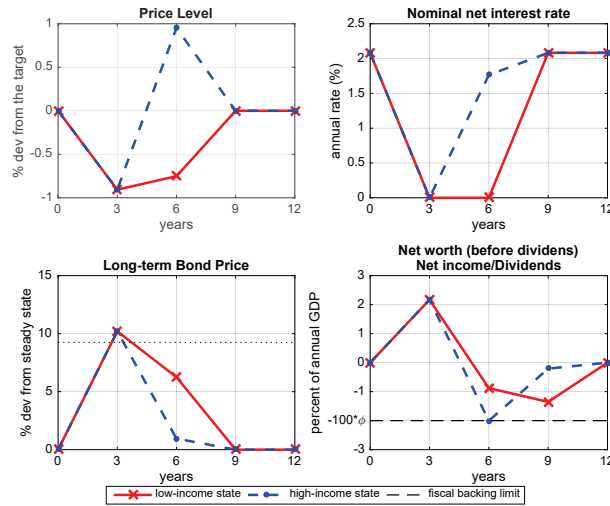 Price Level
% dev from the target
1
0.5
0
-0.5
-1
0 3 6 9 12
years
Nominal net interest rate
annual rate (%)
2.5
2
1.5
1
0.5
0
0 3 6 9 12
years
Long-term Bond Price
% dev from steady state
15
10
5
0
0 3 6 9 12
years
Net worth (before dividens)
Net income/Dividends
percent of annual GDP
3
2
1
0
-1
-100*ϕ
-3
0 3 6 9 12
years
low-income state high-income state fiscal backing limit